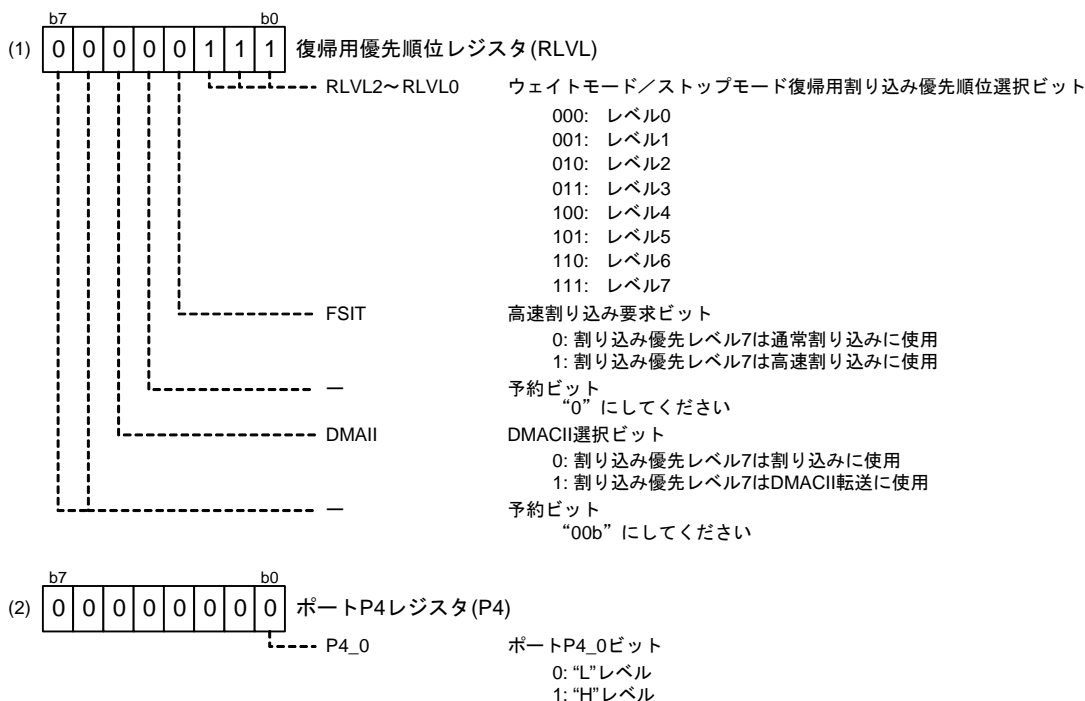 b7 b0
(1) 0 0 0 0 0 1 1 1 復帰用優先順位レジスタ(RLVL)
RLVL2～RLVL0 ウェイトモード／ストップモード復帰用割り込み優先順位選択ビット
000: レベル0
001: レベル1
010: レベル2
011: レベル3
100: レベル4
101: レベル5
110: レベル6
111: レベル7
FSIT 高速割り込み要求ビット
0: 割り込み優先レベル7は通常割り込みに使用
1: 割り込み優先レベル7は高速割り込みに使用
― 予約ビット
“0”にしてください
DMAII DMACII選択ビット
0: 割り込み優先レベル7は割り込みに使用
1: 割り込み優先レベル7はDMACII転送に使用
― 予約ビット
“00b”にしてください
b7 b0
(2) 0 0 0 0 0 0 0 0 ポートP4レジスタ(P4)
P4_0 ポートP4_0ビット
0: “L”レベル
1: “H”レベル